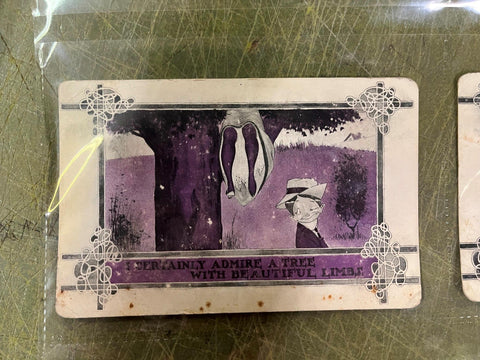 I CERTAINLY ADMIRE A TREE
WITH BEAUTIFUL LIMBS